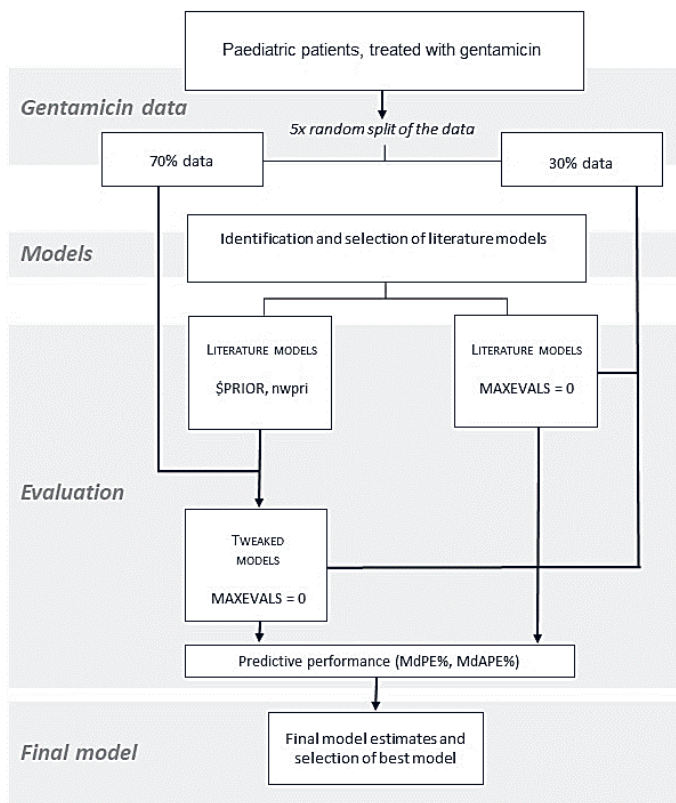 Paediatric patients, treated with gentamicin
Gentamicin data
5x random split of the data
70% data
30% data
Models
Identification and selection of literature models
LITERATURE MODELS
$PRIOR, nwpri
LITERATURE MODELS
MAXEVALS = 0
Evaluation
TWEAKED
MODELS
MAXEVALS = 0
Predictive performance (MdPE%, MdAPE%)
Final model
Final model estimates and
selection of best model